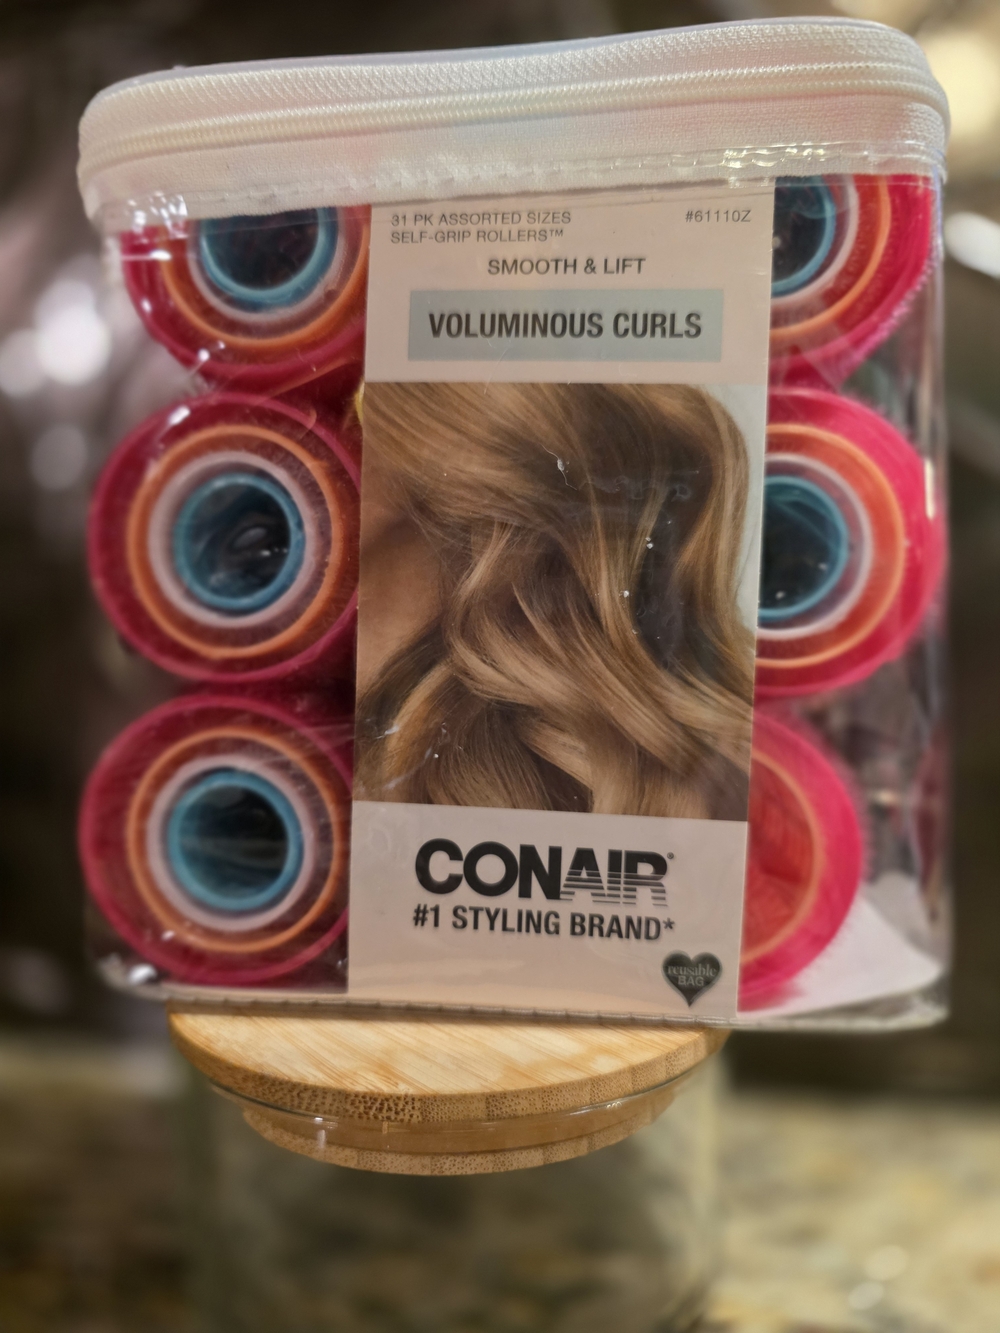 31 PK ASSORTED SIZES
#61110Z
SELF-GRIP ROLLERS™
SMOOTH & LIFT
VOLUMINOUS CURLS
CONAIR®
#1 STYLING BRAND*
reusable
BAG